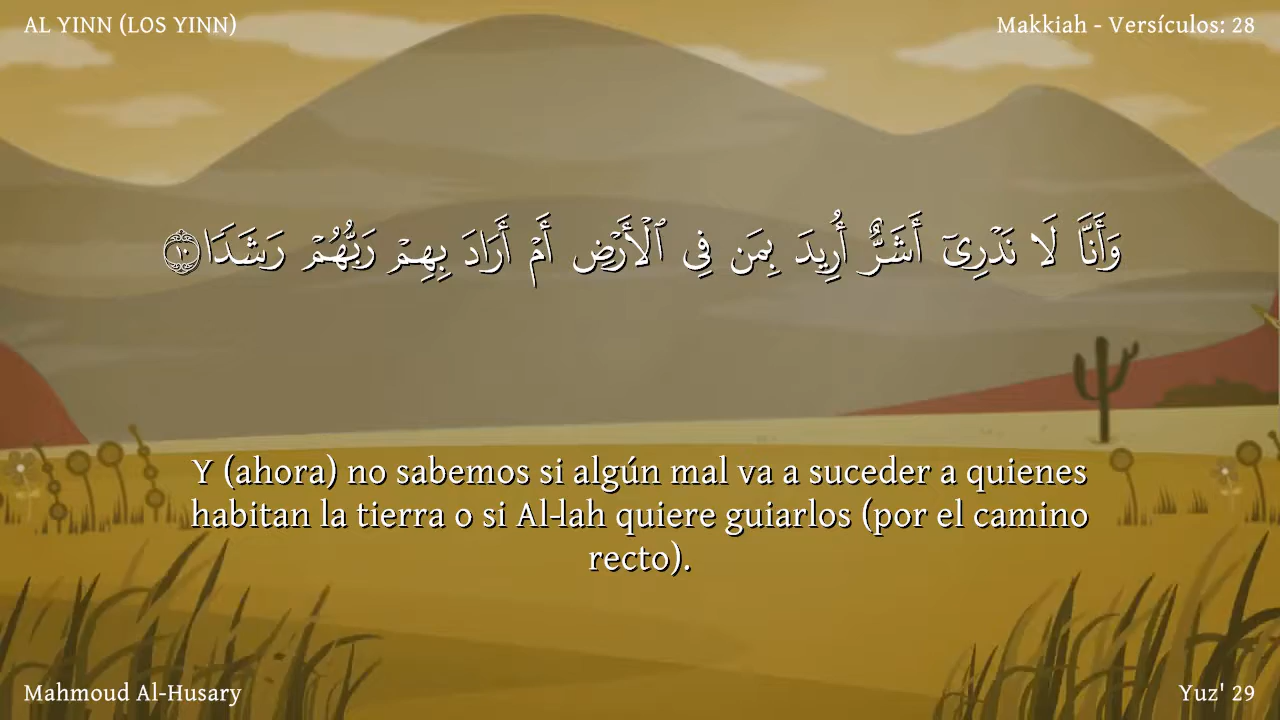 AL YINN (LOS YINN)
Makkiah - Versículos: 28
وَأَنَّا لَا نَدْرِىٓ أَشَرٌّ أُرِيدَ بِمَن فِى ٱلْأَرْضِ أَمْ أَرَادَ بِهِمْ رَبُّهُمْ رَشَدًا ١٠
Y (ahora) no sabemos si algún mal va a suceder a quienes
habitan la tierra o si Al-lah quiere guiarlos (por el camino
recto).
Mahmoud Al-Husary
Yuz' 29